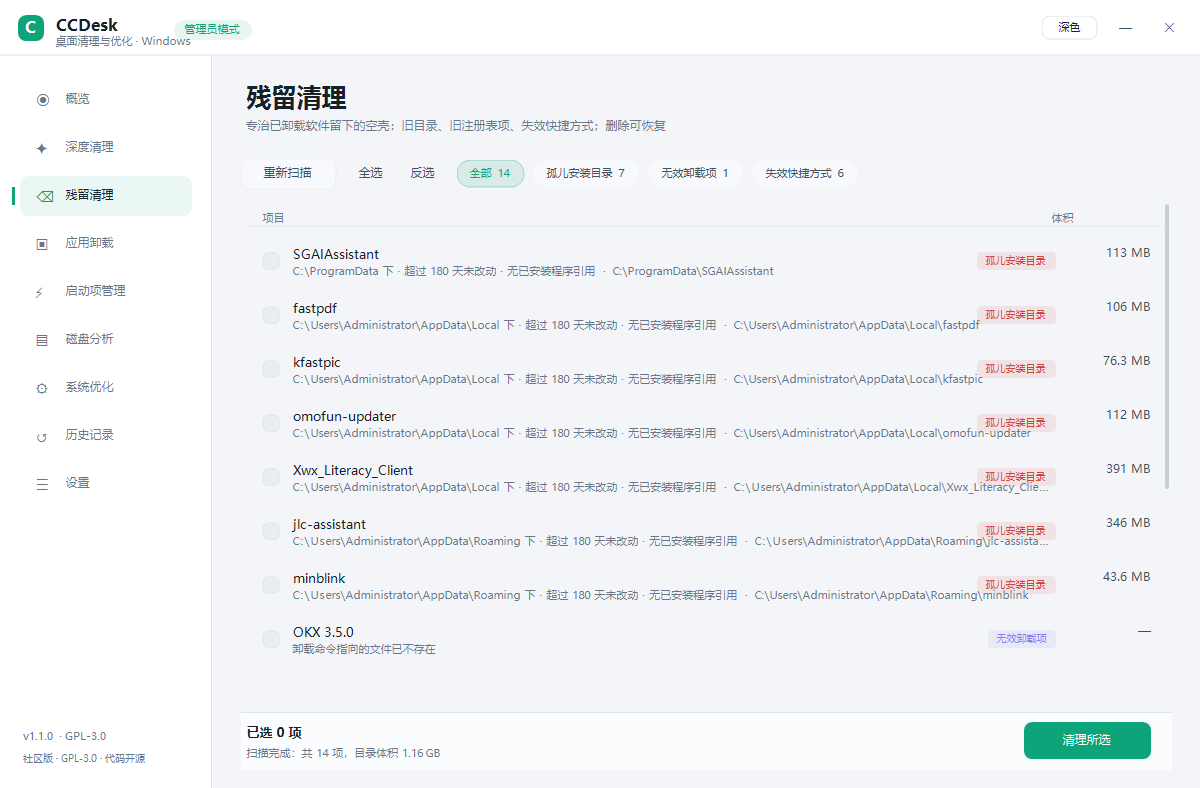 C
CCDesk
管理员模式
桌面清理与优化 · Windows
深色
概览
深度清理
残留清理
应用卸载
启动项管理
磁盘分析
系统优化
历史记录
设置
v1.1.0 · GPL-3.0
社区版 · GPL-3.0 · 代码开源
残留清理
专治已卸载软件留下的空壳：旧目录、旧注册表项、失效快捷方式；删除可恢复
重新扫描 全选 反选 全部 14 孤儿安装目录 7 无效卸载项 1 失效快捷方式 6
项目 体积
SGAIAssistant
C:\ProgramData 下 · 超过 180 天未改动 · 无已安装程序引用 · C:\ProgramData\SGAIAssistant
孤儿安装目录 113 MB
fastpdf
C:\Users\Administrator\AppData\Local 下 · 超过 180 天未改动 · 无已安装程序引用 · C:\Users\Administrator\AppData\Local\fastpdf
孤儿安装目录 106 MB
kfastpic
C:\Users\Administrator\AppData\Local 下 · 超过 180 天未改动 · 无已安装程序引用 · C:\Users\Administrator\AppData\Local\kfastpic
孤儿安装目录 76.3 MB
omofun-updater
C:\Users\Administrator\AppData\Local 下 · 超过 180 天未改动 · 无已安装程序引用 · C:\Users\Administrator\AppData\Local\omofun-updater
孤儿安装目录 112 MB
Xwx_Literacy_Client
C:\Users\Administrator\AppData\Local 下 · 超过 180 天未改动 · 无已安装程序引用 · C:\Users\Administrator\AppData\Local\Xwx_Literacy_Clie...
孤儿安装目录 391 MB
jlc-assistant
C:\Users\Administrator\AppData\Roaming 下 · 超过 180 天未改动 · 无已安装程序引用 · C:\Users\Administrator\AppData\Roaming\jlc-assista...
孤儿安装目录 346 MB
minblink
C:\Users\Administrator\AppData\Roaming 下 · 超过 180 天未改动 · 无已安装程序引用 · C:\Users\Administrator\AppData\Roaming\minblink
孤儿安装目录 43.6 MB
OKX 3.5.0
卸载命令指向的文件已不存在
无效卸载项 —
已选 0 项
扫描完成：共 14 项，目录体积 1.16 GB
清理所选